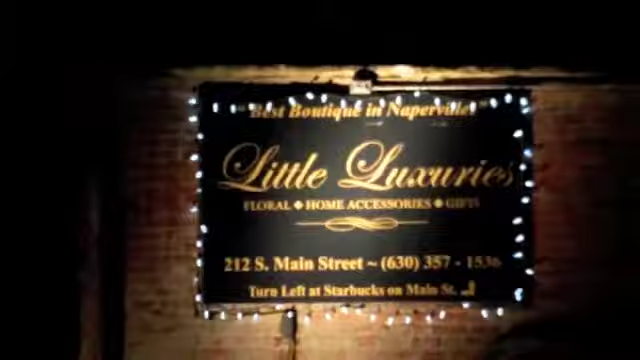 "Best Boutique in Naperville"
Little Luxuries
FLORAL ◆ HOME ACCESSORIES ◆ GIFTS
212 S. Main Street ~ (630) 357 - 1536
Turn Left at Starbucks on Main St.